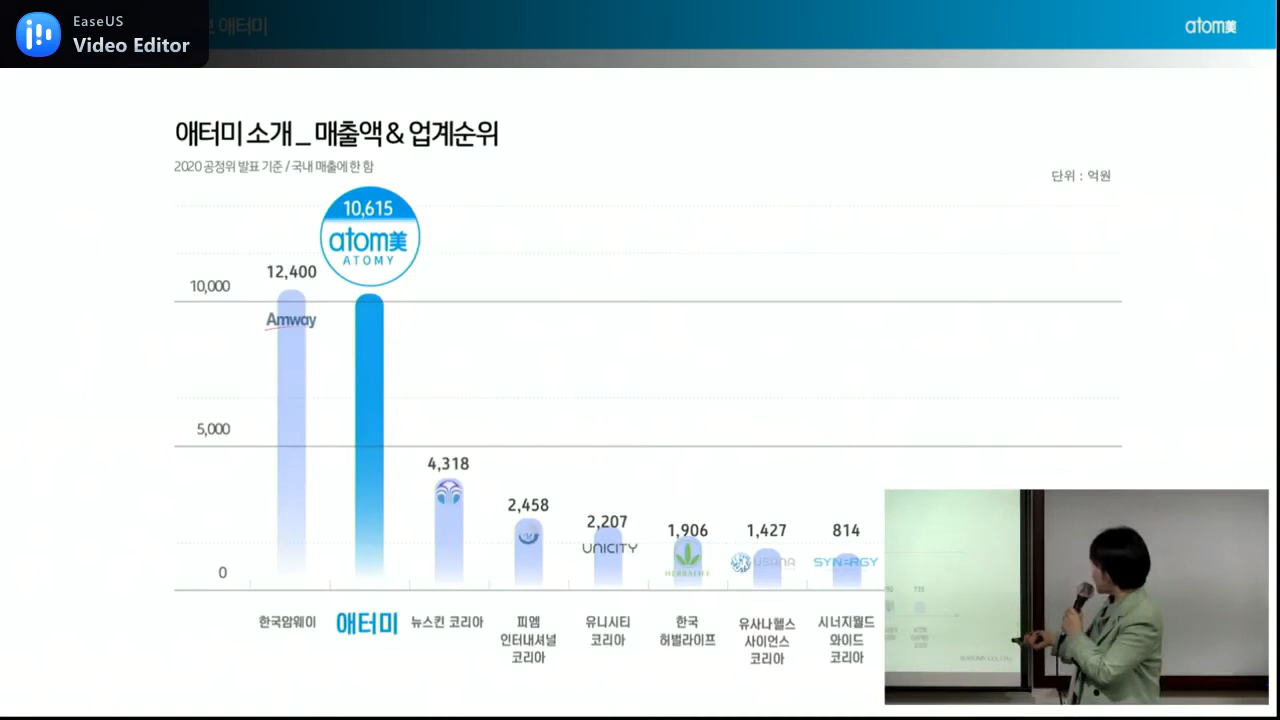 EaseUS
Video Editor
애터미
atom美
애터미 소개 _ 매출액 & 업계순위
2020 공정위 발표 기준 / 국내 매출에 한 함
단위 : 억원
10,615
atom美
ATOMY
12,400
10,000
Amway
5,000
4,318
2,458
2,207
1,906
1,427
814
UNICITY
HERBALIFE
USANA
SYNERGY
0
한국암웨이
애터미
뉴스킨 코리아
피엠
인터내셔널
코리아
유니시티
코리아
한국
허벌라이프
유사나헬스
사이언스
코리아
시너지월드
와이드
코리아